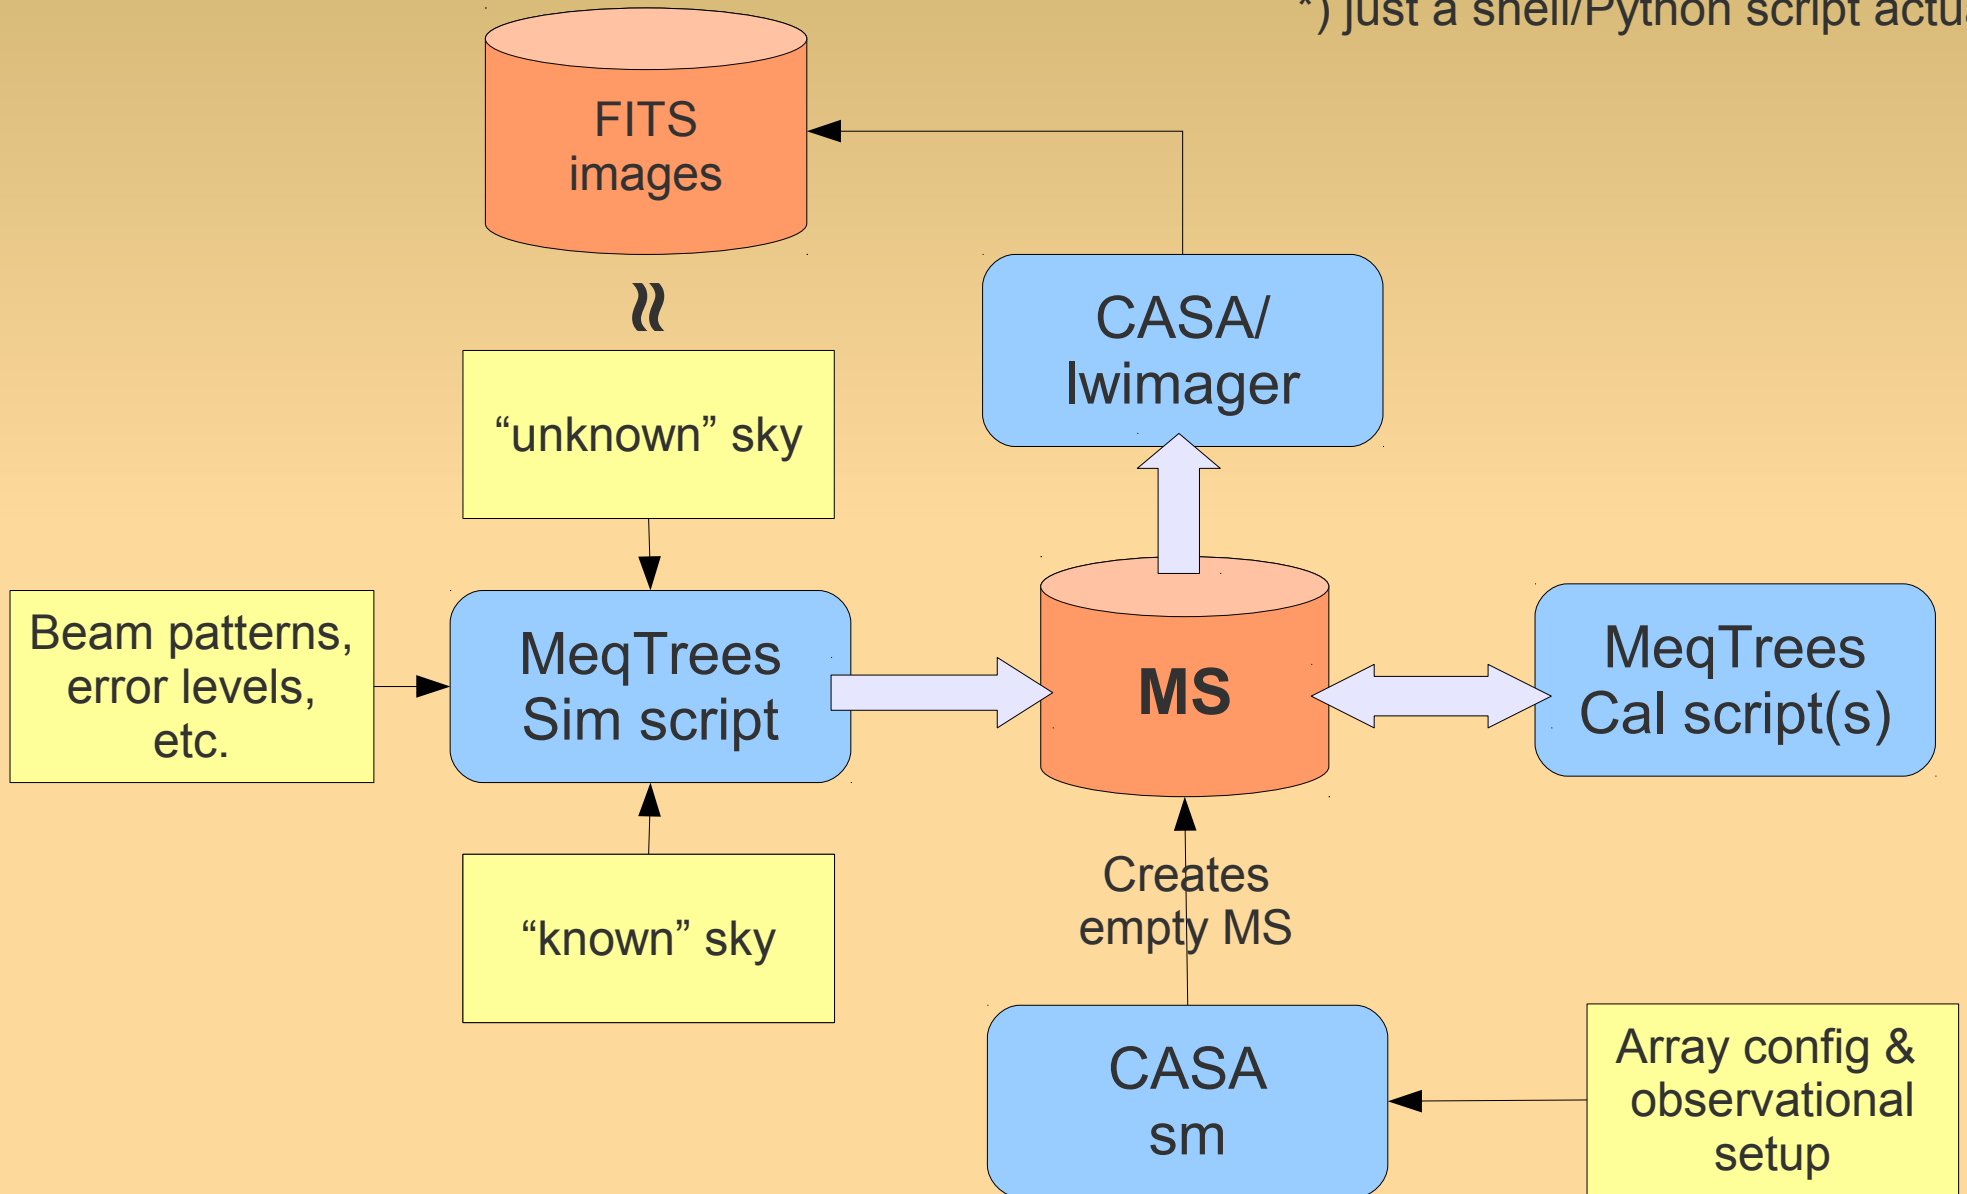 *) just a shell/Python script actua
FITS
images
≈
CASA/
lwimager
“unknown” sky
Beam patterns,
error levels,
etc.
MeqTrees
Sim script
MS
MeqTrees
Cal script(s)
“known” sky
Creates
empty MS
CASA
sm
Array config &
observational
setup